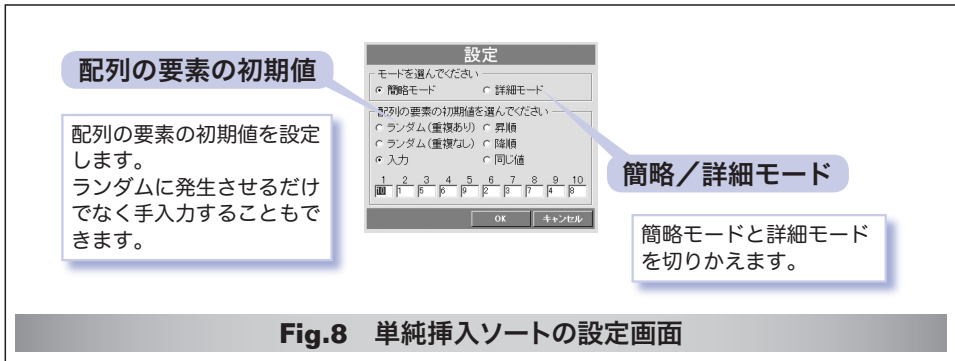 配列の要素の初期値
配列の要素の初期値を設定
します。
ランダムに発生させるだけ
でなく手入力することもで
きます。
設定
モードを選んでください
簡略モード 詳細モード
配列の要素の初期値を選んでください
ランダム(重複あり) 昇順
ランダム(重複なし) 降順
入力 同じ値
1 2 3 4 5 6 7 8 9 10
10 1 5 6 9 2 3 7 4 8
OK キャンセル
簡略/詳細モード
簡略モードと詳細モード
を切りかえます。
Fig.8 単純挿入ソートの設定画面